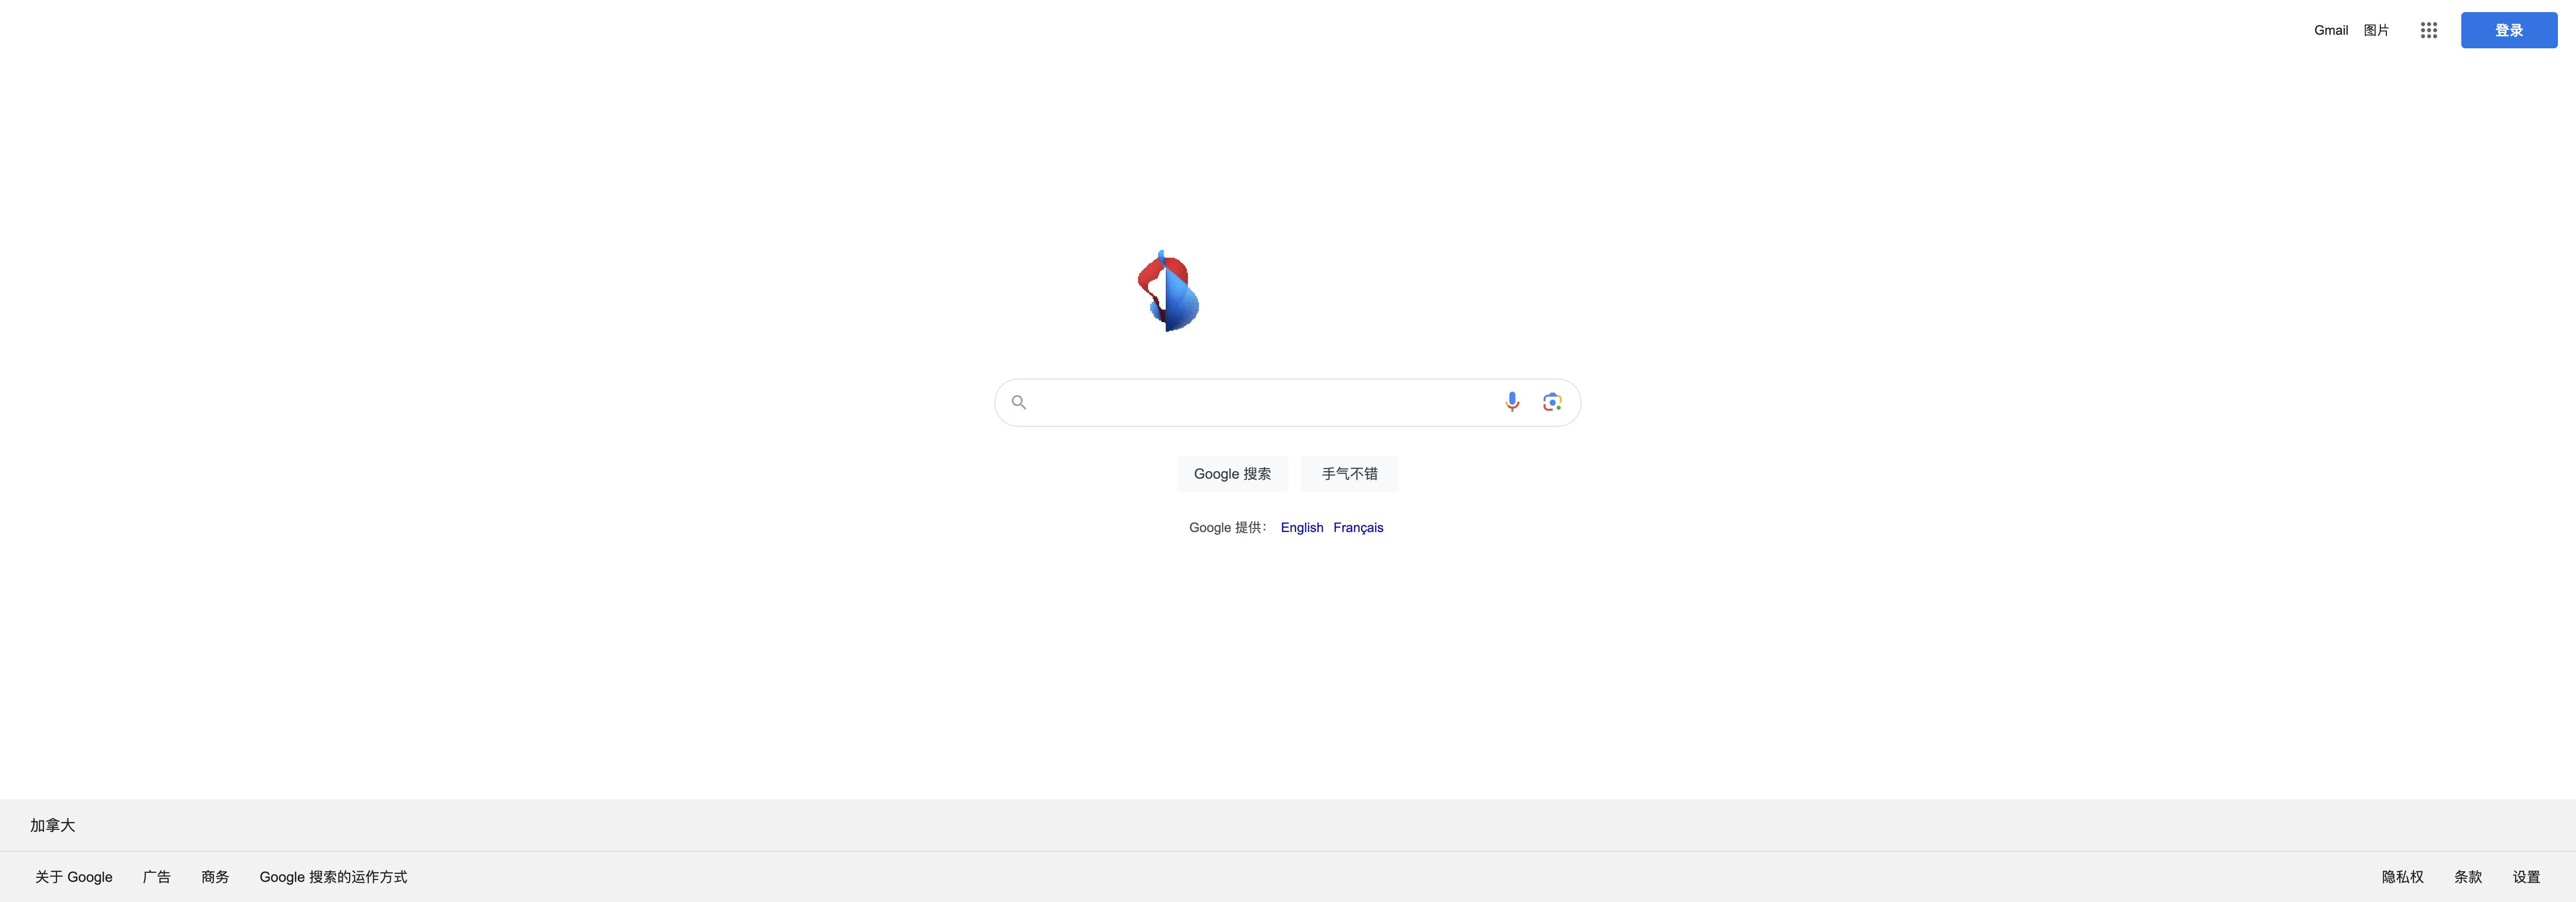 Gmail 图片 登录
Google 搜索 手气不错
Google 提供： English Français
加拿大
关于 Google 广告 商务 Google 搜索的运作方式 隐私权 条款 设置